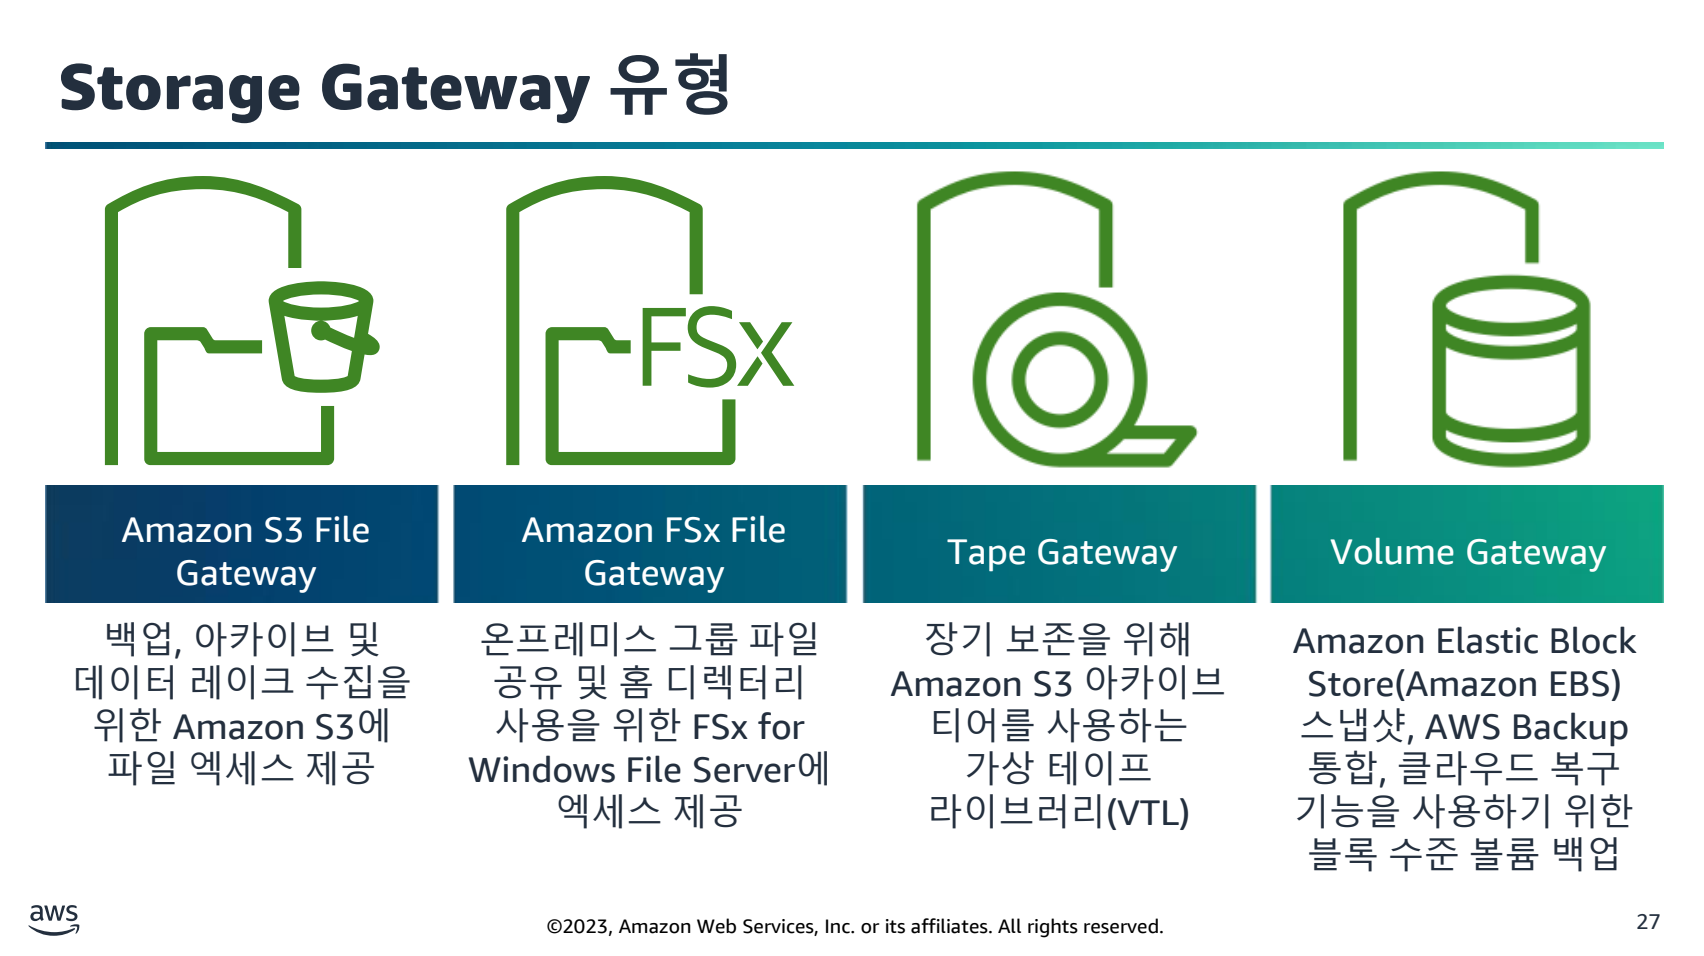 Storage Gateway 유형
FSx
Amazon S3 File
Gateway
백업, 아카이브 및
데이터 레이크 수집을
위한 Amazon S3에
파일 엑세스 제공
Amazon FSx File
Gateway
온프레미스 그룹 파일
공유 및 홈 디렉터리
사용을 위한 FSx for
Windows File Server에
엑세스 제공
Tape Gateway
장기 보존을 위해
Amazon S3 아카이브
티어를 사용하는
가상 테이프
라이브러리(VTL)
Volume Gateway
Amazon Elastic Block
Store(Amazon EBS)
스냅샷, AWS Backup
통합, 클라우드 복구
기능을 사용하기 위한
블록 수준 볼륨 백업
aws
©2023, Amazon Web Services, Inc. or its affiliates. All rights reserved.
27